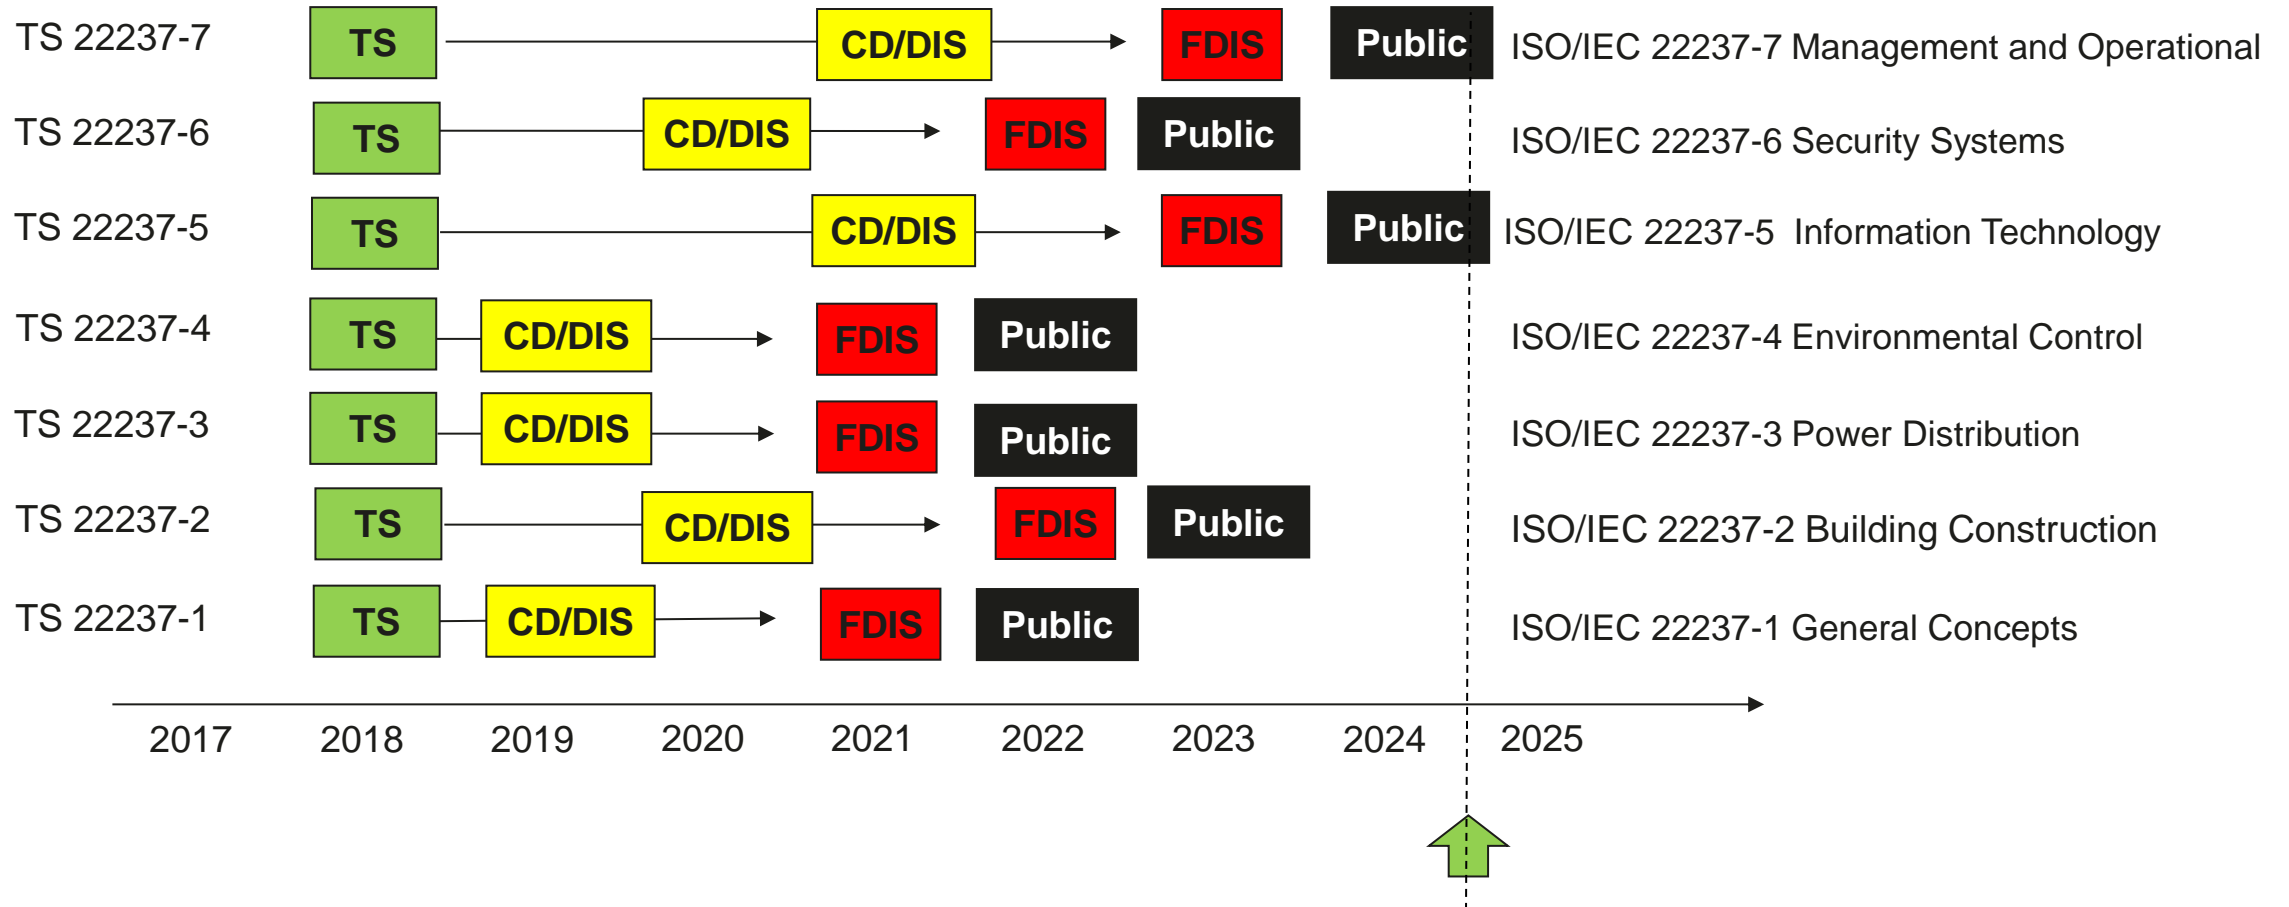 TS 22237-7 TS CD/DIS FDIS Public ISO/IEC 22237-7 Management and Operational
TS 22237-6 TS CD/DIS FDIS Public ISO/IEC 22237-6 Security Systems
TS 22237-5 TS CD/DIS FDIS Public ISO/IEC 22237-5 Information Technology
TS 22237-4 TS CD/DIS FDIS Public ISO/IEC 22237-4 Environmental Control
TS 22237-3 TS CD/DIS FDIS Public ISO/IEC 22237-3 Power Distribution
TS 22237-2 TS CD/DIS FDIS Public ISO/IEC 22237-2 Building Construction
TS 22237-1 TS CD/DIS FDIS Public ISO/IEC 22237-1 General Concepts
2017 2018 2019 2020 2021 2022 2023 2024 2025